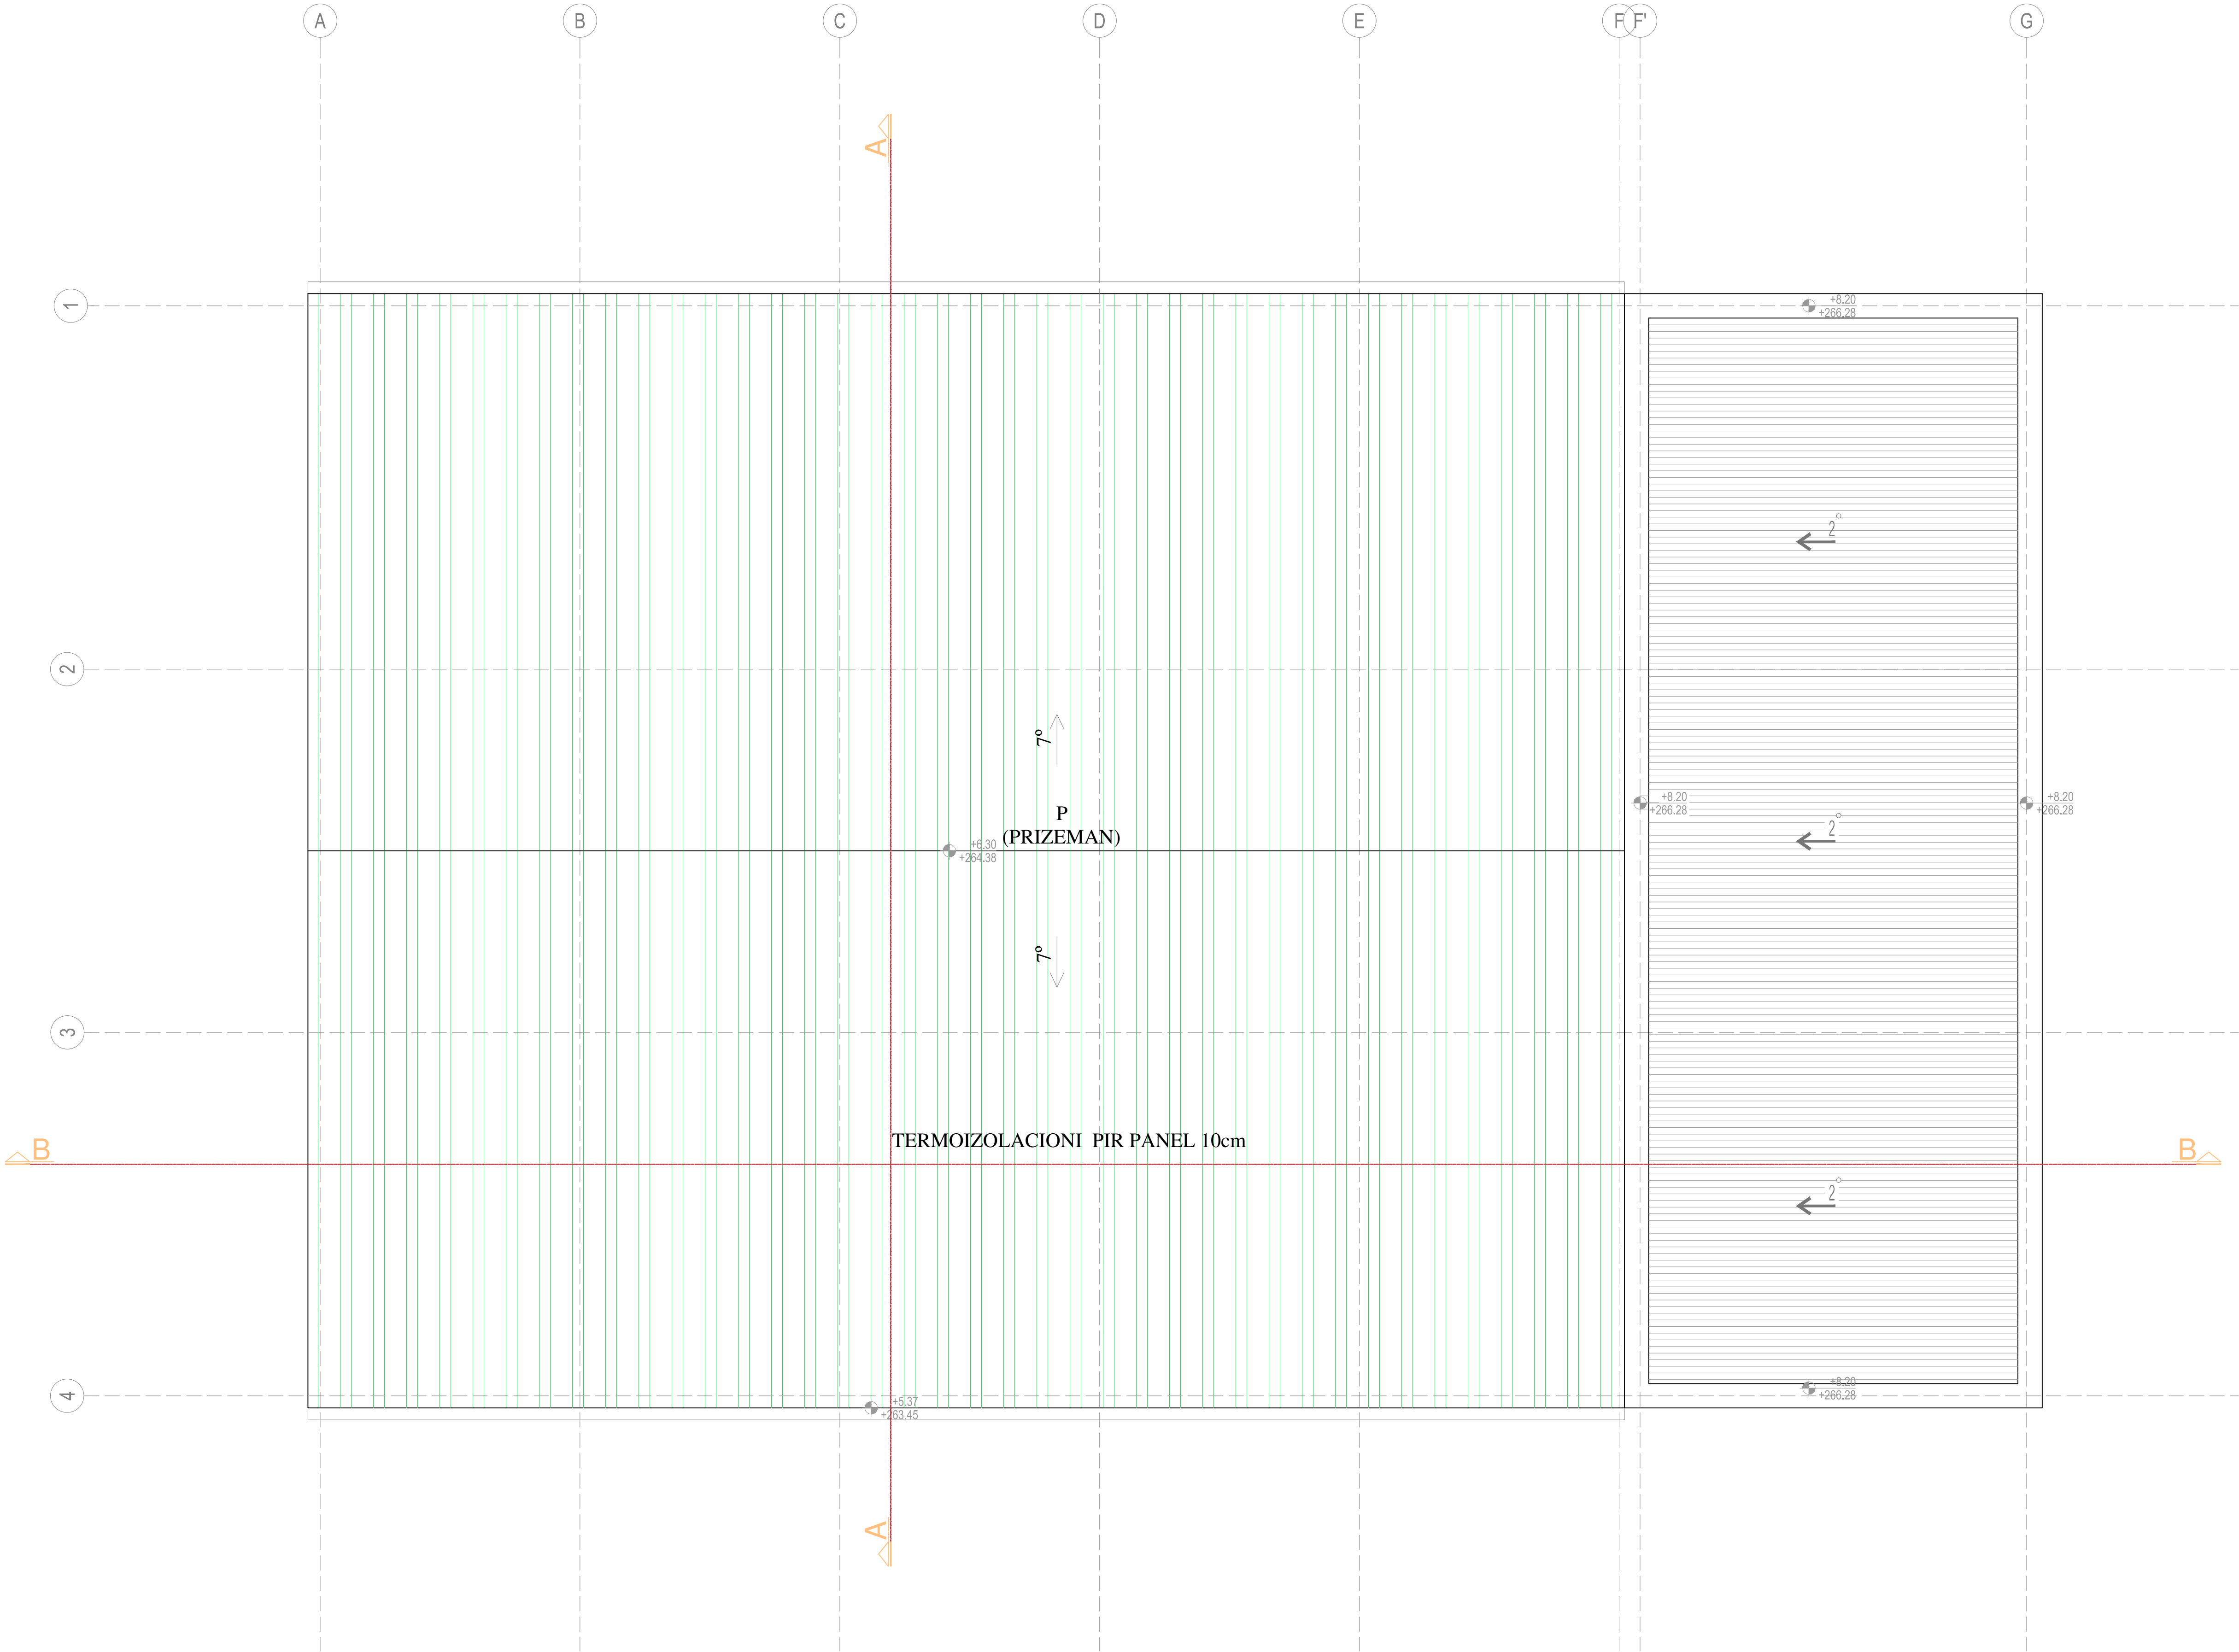 A B C D E F F' G
A
1
+8.20
+266.28
2°
2
7°
P
(PRIZEMAN)
+8.20
+266.28
+8.20
+266.28
2°
+6.30
+264.38
7°
3
TERMOIZOLACIONI PIR PANEL 10cm
B
B
2°
4
+8.20
+266.28
+5.37
+263.45
A